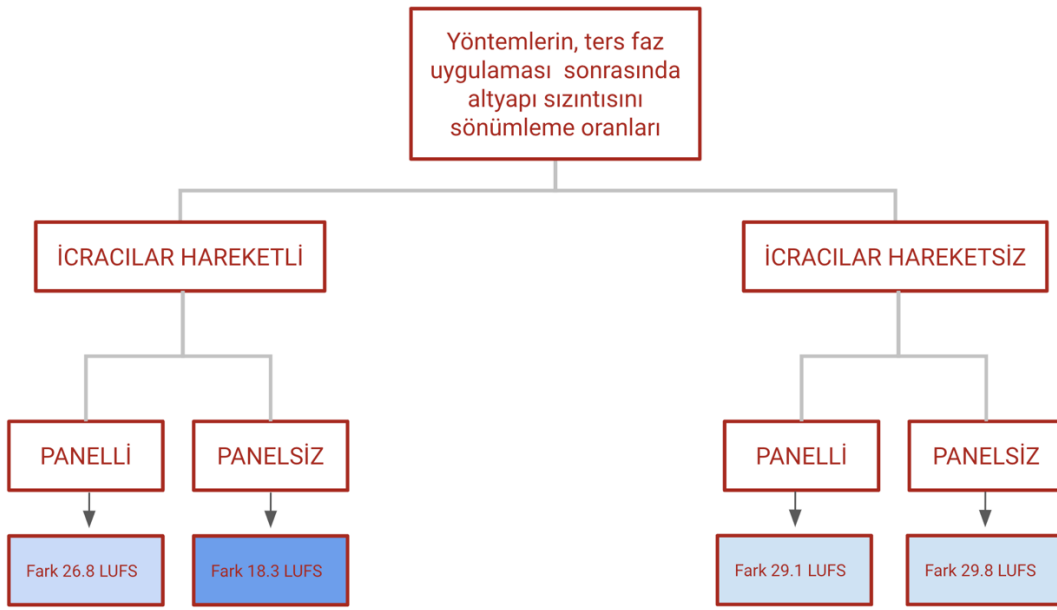 Yöntemlerin, ters faz
uygulaması sonrasında
altyapı sızıntısını
sönümleme oranları
İCRACILAR HAREKETLİ
İCRACILAR HAREKETSİZ
PANELLİ
PANELSİZ
PANELLİ
PANELSİZ
Fark 26.8 LUFS
Fark 18.3 LUFS
Fark 29.1 LUFS
Fark 29.8 LUFS